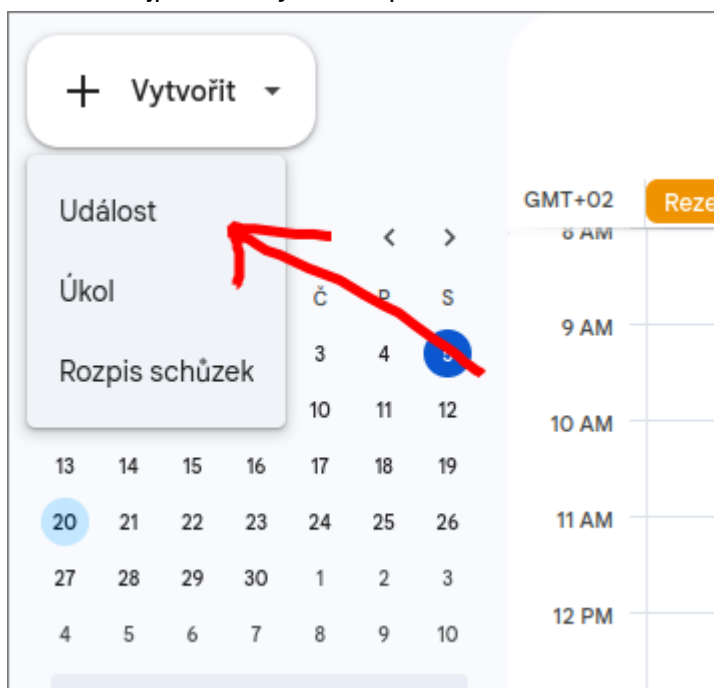 Vytvořit
Událost
Úkol
Rozpis schůzek
Č P S
3 4 5
10 11 12
13 14 15 16 17 18 19
20 21 22 23 24 25 26
27 28 29 30 1 2 3
4 5 6 7 8 9 10
GMT+02
8 AM
9 AM
10 AM
11 AM
12 PM
Reze